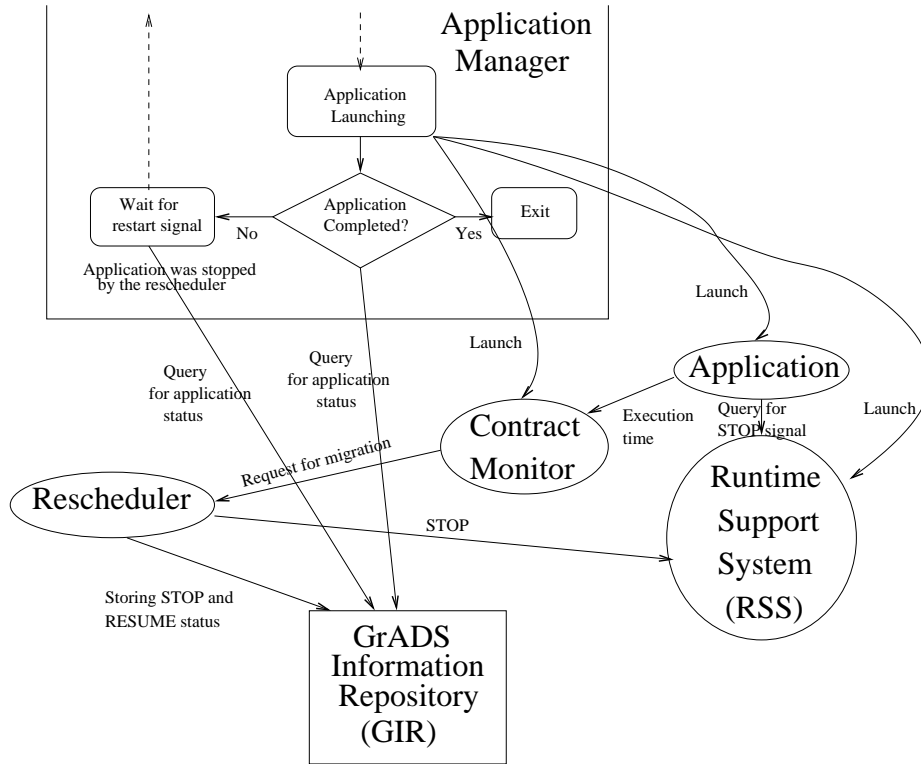 Application
Manager
Application
Launching
Wait for
restart signal
No
Application
Completed?
Yes
Exit
Application was stopped
by the rescheduler
Launch
Query
for application
status
Query
for application
status
Launch
Application
Execution
time
Query for
STOP signal
Launch
Contract
Monitor
Request for migration
Rescheduler
STOP
Runtime
Support
System
(RSS)
Storing STOP and
RESUME status
GrADS
Information
Repository
(GIR)